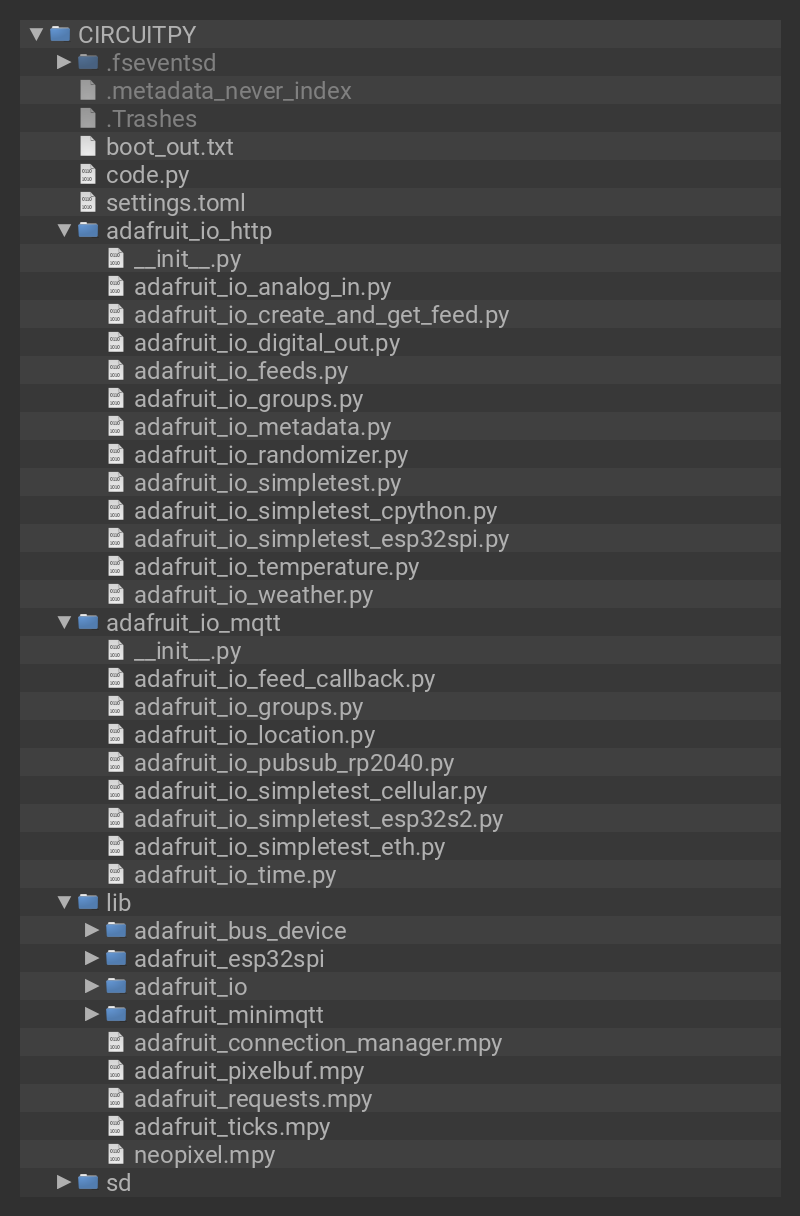 CIRCUITPY
.fseventsd
.metadata_never_index
.Trashes
boot_out.txt
code.py
settings.toml
adafruit_io_http
__init__.py
adafruit_io_analog_in.py
adafruit_io_create_and_get_feed.py
adafruit_io_digital_out.py
adafruit_io_feeds.py
adafruit_io_groups.py
adafruit_io_metadata.py
adafruit_io_randomizer.py
adafruit_io_simpletest.py
adafruit_io_simpletest_cpython.py
adafruit_io_simpletest_esp32spi.py
adafruit_io_temperature.py
adafruit_io_weather.py
adafruit_io_mqtt
__init__.py
adafruit_io_feed_callback.py
adafruit_io_groups.py
adafruit_io_location.py
adafruit_io_pubsub_rp2040.py
adafruit_io_simpletest_cellular.py
adafruit_io_simpletest_esp32s2.py
adafruit_io_simpletest_eth.py
adafruit_io_time.py
lib
adafruit_bus_device
adafruit_esp32spi
adafruit_io
adafruit_minimqtt
adafruit_connection_manager.mpy
adafruit_pixelbuf.mpy
adafruit_requests.mpy
adafruit_ticks.mpy
neopixel.mpy
sd